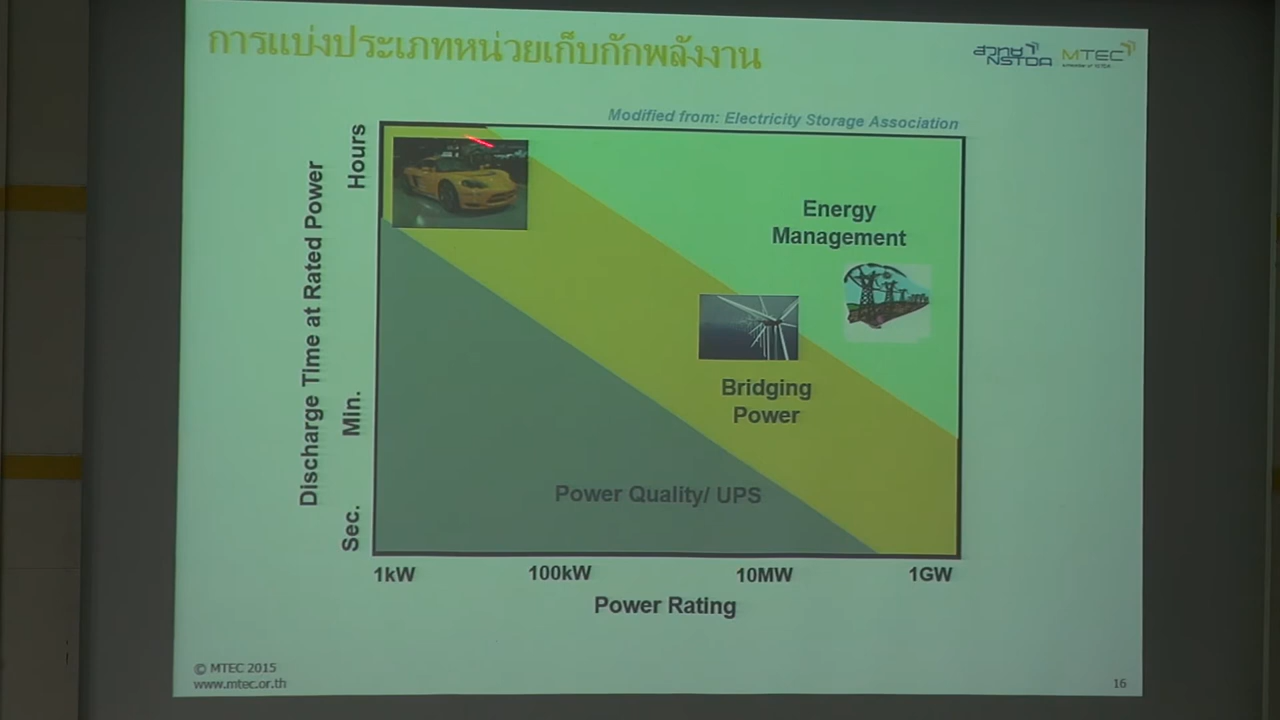 การแบ่งประเภทหน่วยเก็บกักพลังงาน
สวทช
NSTDA
MTEC
Modified from: Electricity Storage Association
Hours
Discharge Time at Rated Power
Min.
Sec.
Energy
Management
Bridging
Power
Power Quality/ UPS
1kW 100kW 10MW 1GW
Power Rating
© MTEC 2015
www.mtec.or.th
16